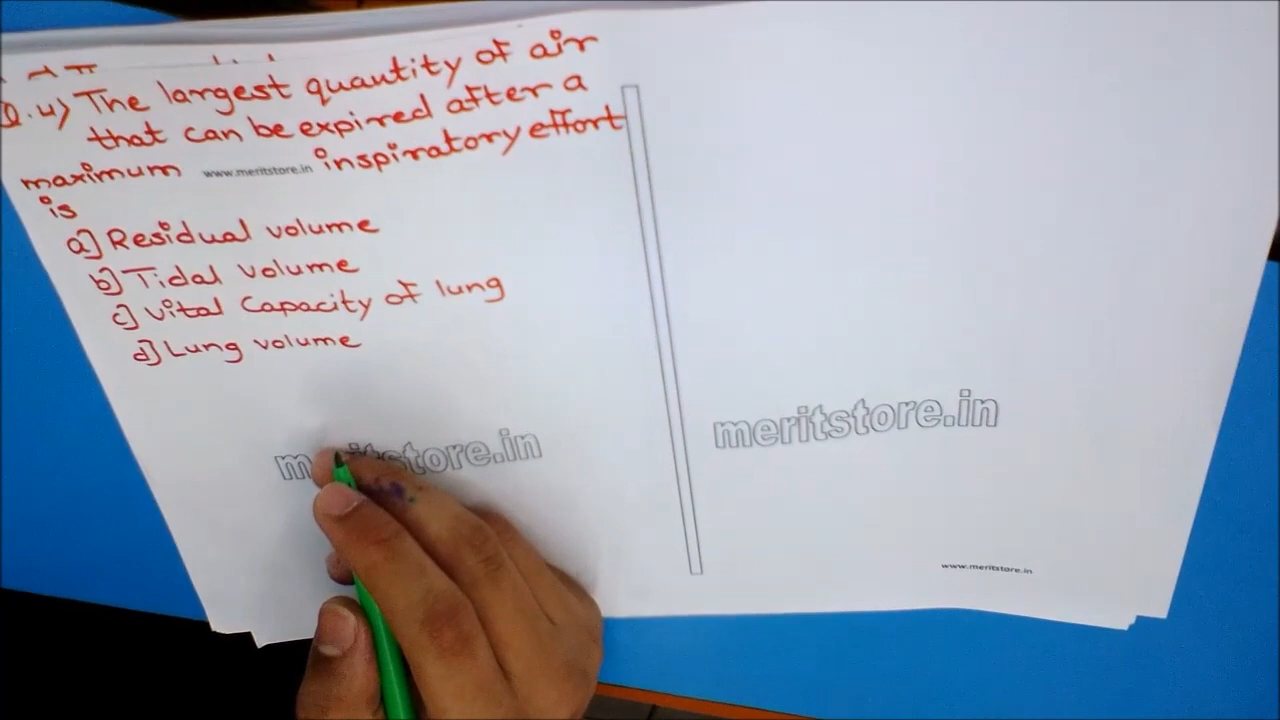 Q.4) The largest quantity of air
that can be expired after a
maximum www.meritstore.in inspiratory effort
is
a] Residual volume
b] Tidal volume
c] Vital Capacity of lung
d] Lung volume
meritstore.in
meritstore.in
www.meritstore.in